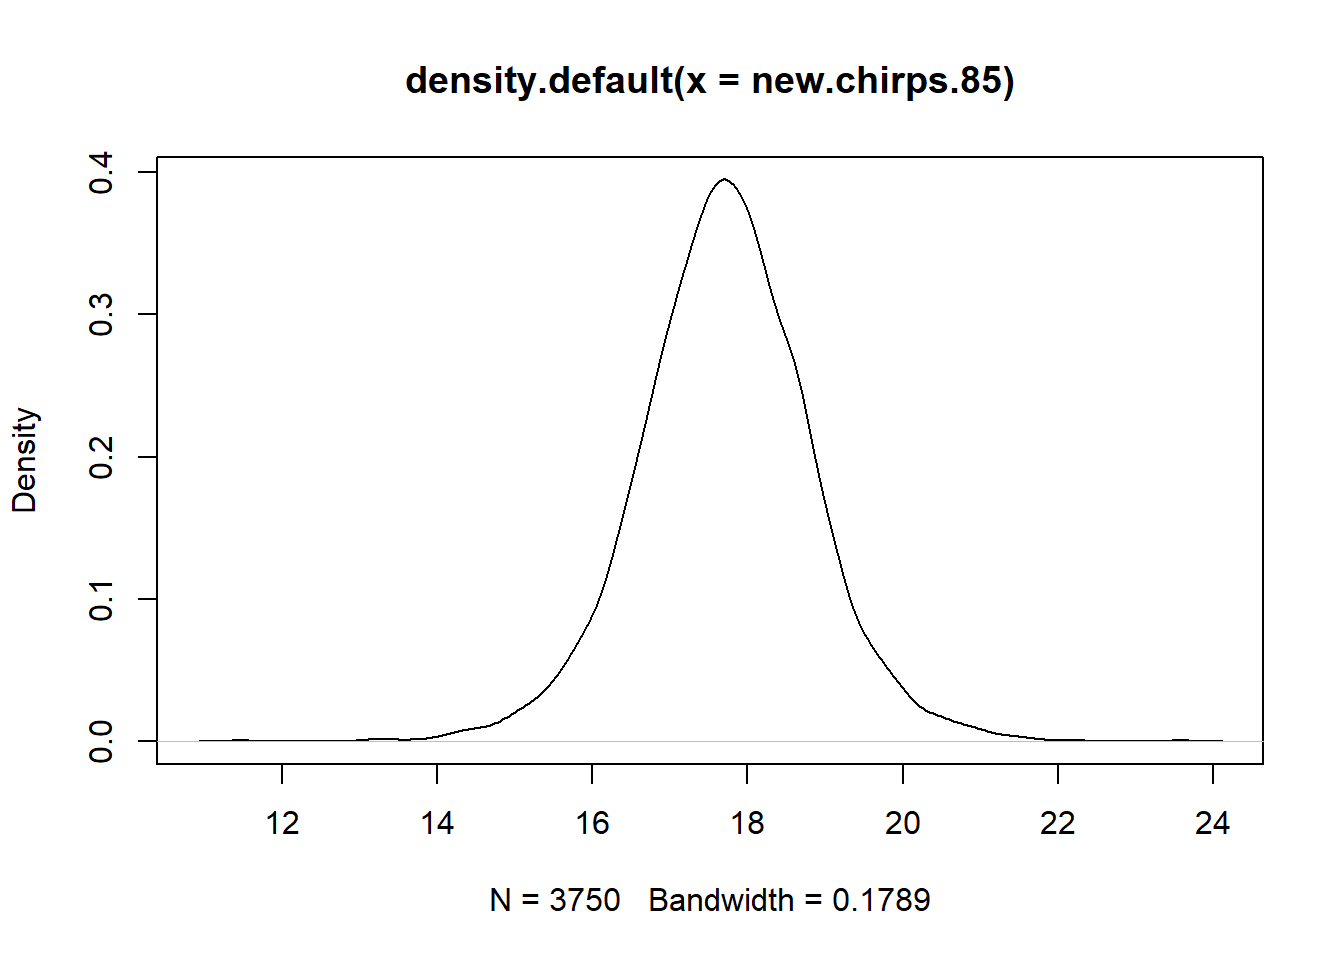 density.default(x = new.chirps.85)
Density
0.4
0.3
0.2
0.1
0.0
12 14 16 18 20 22 24
N = 3750   Bandwidth = 0.1789